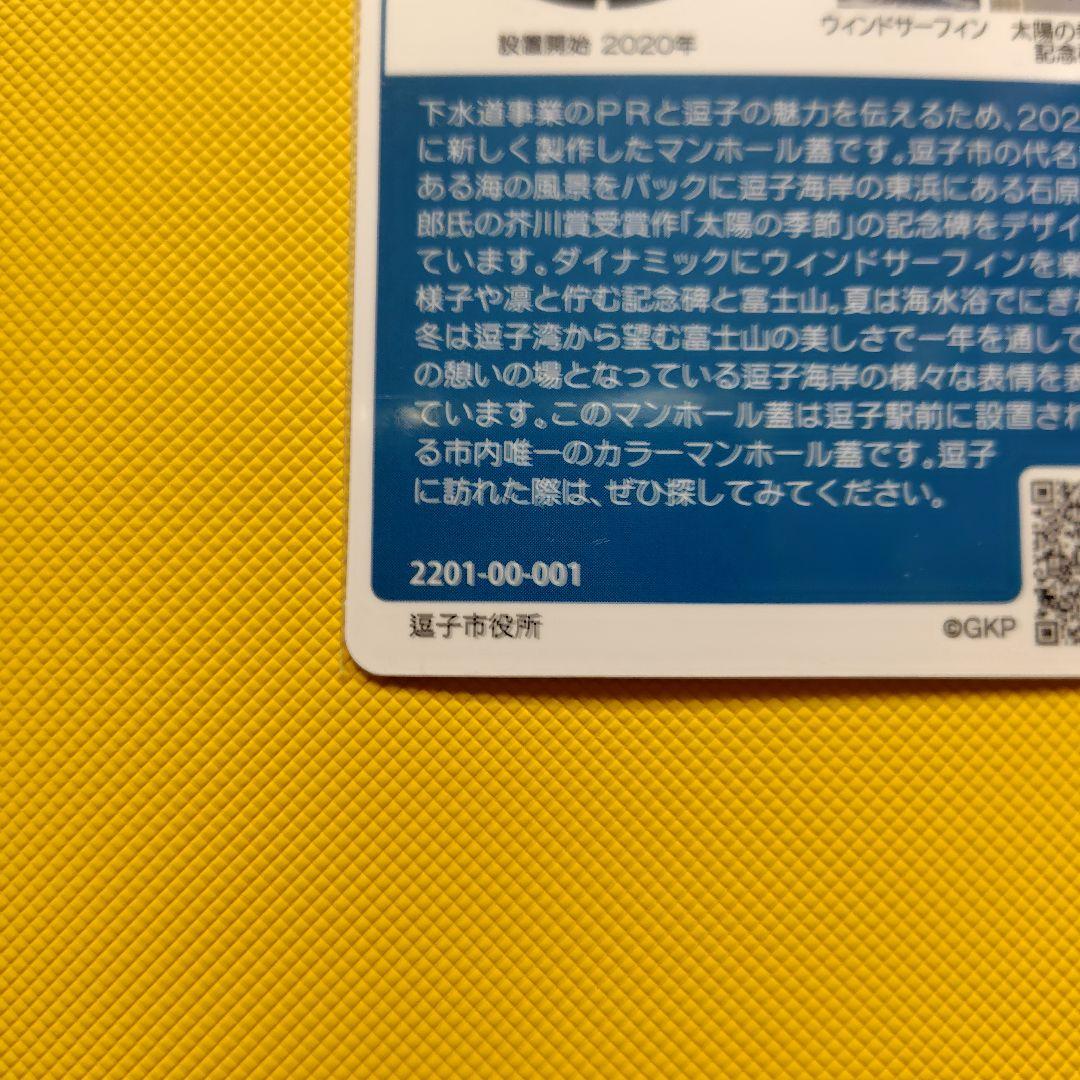 ウインドサーフィン
太陽の
記念
設置開始 2020年
下水道事業のPRと逗子の魅力を伝えるため、202
に新しく製作したマンホール蓋です。逗子市の代名
ある海の風景をバックに逗子海岸の東浜にある石原
郎氏の芥川賞受賞作「太陽の季節」の記念碑をデザイ
ています。ダイナミックにウィンドサーフィンを楽
様子や凛と佇む記念碑と富士山。夏は海水浴でにぎ
冬は逗子湾から望む富士山の美しさで一年を通して
の憩いの場となっている逗子海岸の様々な表情を表
ています。このマンホール蓋は逗子駅前に設置され
る市内唯一のカラーマンホール蓋です。逗子
に訪れた際は、ぜひ探してみてください。
2201-00-001
逗子市役所
©GKP